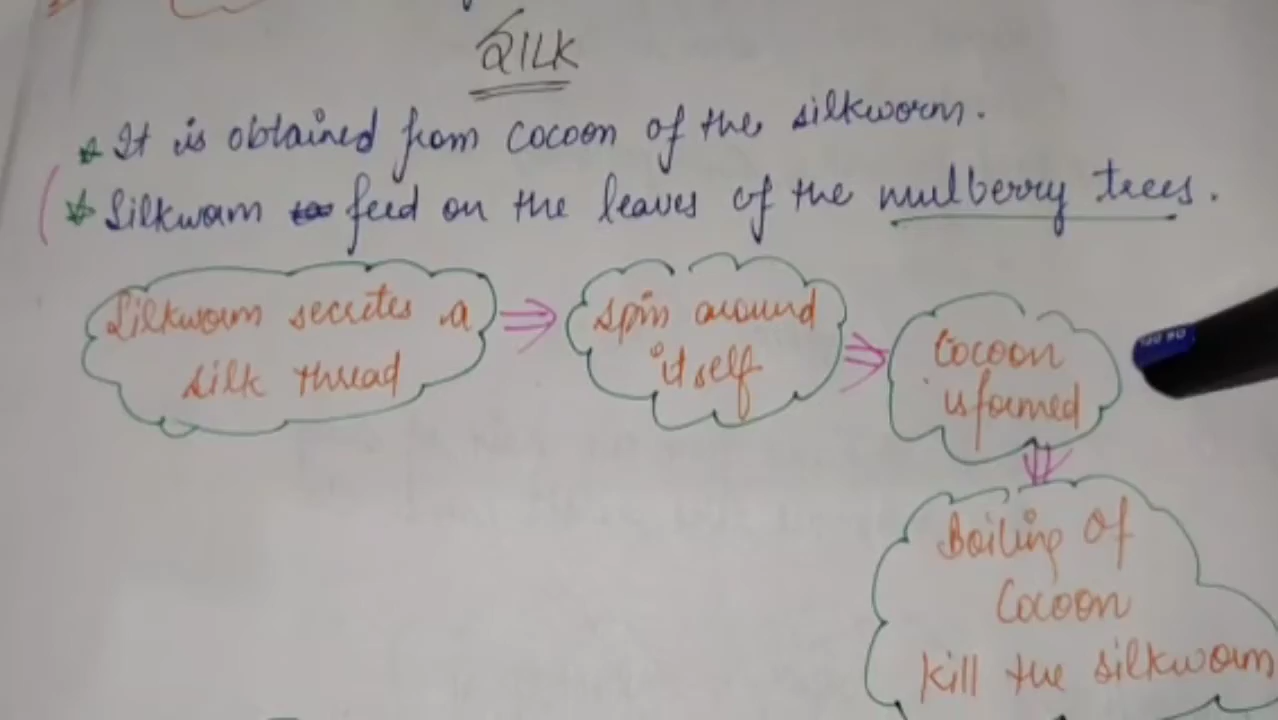 SILK
It is obtained from cocoon of the silkworm.
Silkworm feed on the leaves of the mulberry trees.
Silkworm secretes a
silk thread
spin around
itself
Cocoon
is formed
Boiling of
Cocoon
kill the silkworm